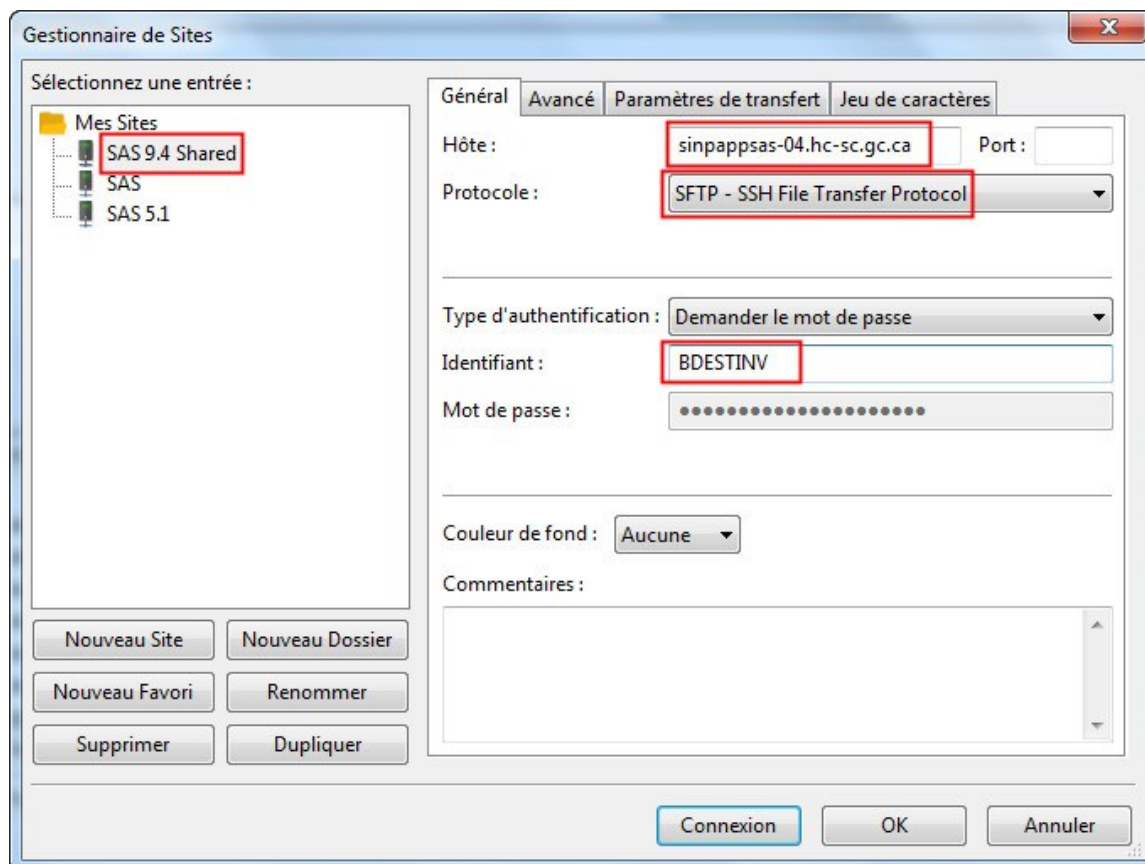 Gestionnaire de Sites
Sélectionnez une entrée :
Mes Sites
SAS 9.4 Shared
SAS
SAS 5.1
Nouveau Site
Nouveau Dossier
Nouveau Favori
Renommer
Supprimer
Dupliquer
Général
Avancé
Paramètres de transfert
Jeu de caractères
Hôte :
sinpappsas-04.hc-sc.gc.ca
Port :
Protocole :
SFTP - SSH File Transfer Protocol
Type d'authentification :
Demander le mot de passe
Identifiant :
BDESTINV
Mot de passe :
●●●●●●●●●●●●●●●●●●●●●
Couleur de fond :
Aucune
Commentaires :
Connexion
OK
Annuler